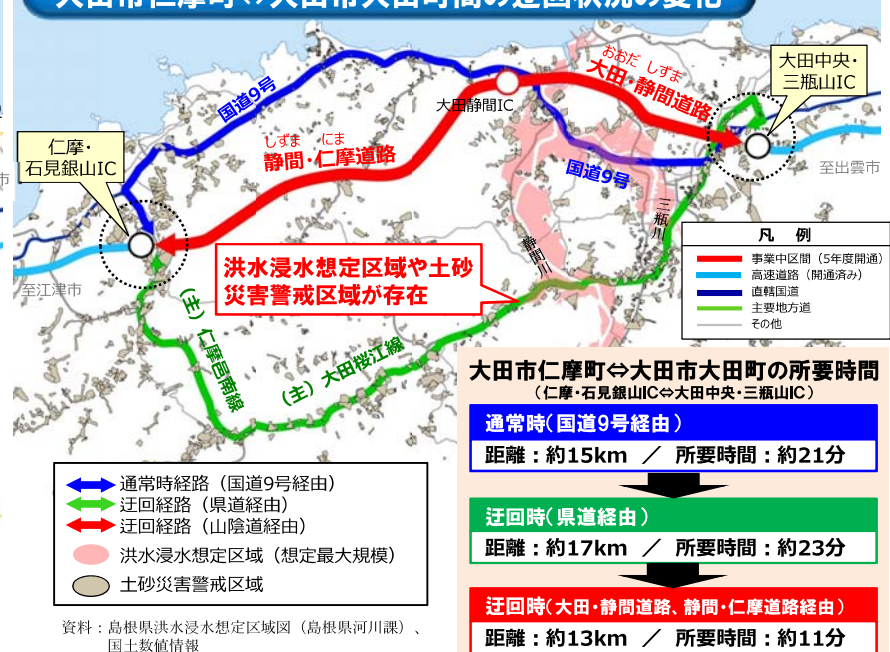 大田市仁摩町⇔大田市大田町間の迂回状況の変化
おおだ しずま
大田・静間道路
大田中央・
三瓶山IC
国道9号
大田静間IC
しずま にま
静間・仁摩道路
仁摩・
石見銀山IC
国道9号
至出雲市
市
三瓶川
静間川
凡 例
事業中区間（5年度開通）
高速道路（開通済み）
直轄国道
主要地方道
その他
洪水浸水想定区域や土砂
災害警戒区域が存在
至江津市
（主）仁摩邑南線
（主）大田桜江線
大田市仁摩町⇔大田市大田町の所要時間
（仁摩・石見銀山IC⇔大田中央・三瓶山IC）
通常時（国道9号経由）
距離：約15km ／ 所要時間：約21分
迂回時（県道経由）
距離：約17km ／ 所要時間：約23分
迂回時（大田・静間道路、静間・仁摩道路経由）
距離：約13km ／ 所要時間：約11分
通常時経路（国道9号経由）
迂回経路（県道経由）
迂回経路（山陰道経由）
洪水浸水想定区域（想定最大規模）
土砂災害警戒区域
資料：島根県洪水浸水想定区域図（島根県河川課）、
国土数値情報